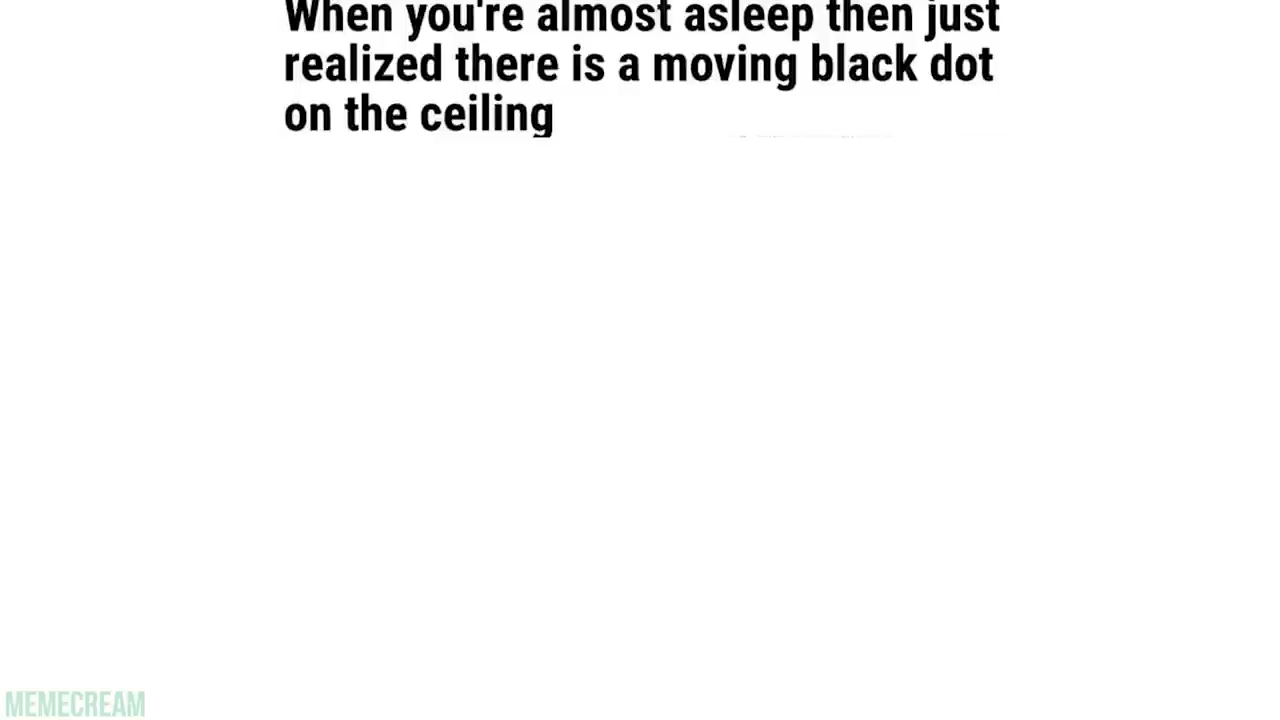 When you're almost asleep then just
realized there is a moving black dot
on the ceiling
MEMECREAM